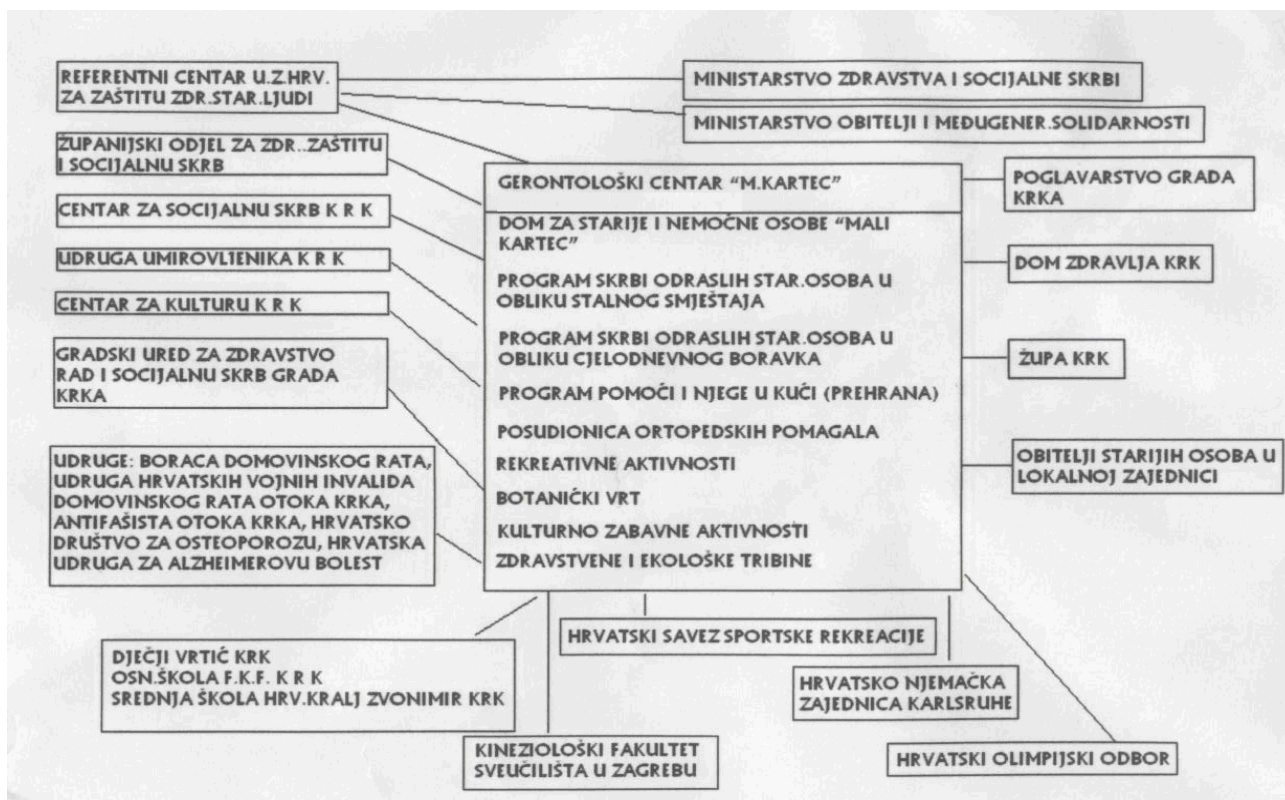 REFERENTNI CENTAR U.Z.HRV.
ZA ZAŠTITU ZDR.STAR.LJUDI
ŽUPANIJSKI ODJEL ZA ZDR..ZAŠTITU
I SOCIJALNU SKRB
CENTAR ZA SOCIJALNU SKRB K R K
UDRUGA UMIROVLJENIKA K R K
CENTAR ZA KULTURU K R K
GRADSKI URED ZA ZDRAVSTVO
RAD I SOCIJALNU SKRB GRADA
KRKA
UDRUGE: BORACA DOMOVINSKOG RATA,
UDRUGA HRVATSKIH VOJNIH INVALIDA
DOMOVINSKOG RATA OTOKA KRKA,
ANTIFAŠISTA OTOKA KRKA, HRVATSKO
DRUŠTVO ZA OSTEOPOROZU, HRVATSKA
UDRUGA ZA ALZHEIMEROVU BOLEST
MINISTARSTVO ZDRAVSTVA I SOCIJALNE SKRBI
MINISTARSTVO OBITELJI I MEĐUGENER.SOLIDARNOSTI
GERONTOLOŠKI CENTAR “M.KARTEC”
DOM ZA STARIJE I NEMOČNE OSOBE “MALI
KARTEC”
PROGRAM SKRBI ODRASLIH STAR.OSOBA U
OBLIKU STALNOG SMJEŠTAJA
PROGRAM SKRBI ODRASLIH STAR.OSOBA U
OBLIKU CJELODNEVNOG BORAVKA
PROGRAM POMOĆI I NJEGE U KUĆI (PREHRANA)
POSUDIONICA ORTOPEDSKIH POMAGALA
REKREATIVNE AKTIVNOSTI
BOTANIČKI VRT
KULTURNO ZABAVNE AKTIVNOSTI
ZDRAVSTVENE I EKOLOŠKE TRIBINE
POGLAVARSTVO GRADA
KRKA
DOM ZDRAVLJA KRK
ŽUPA KRK
OBITELJI STARIJIH OSOBA U
LOKALNOJ ZAJEDNICI
DJEČJI VRTIĆ KRK
OSN.ŠKOLA F.K.F. K R K
SREDNJA ŠKOLA HRV.KRALJ ZVONIMIR KRK
HRVATSKI SAVEZ SPORTSKE REKREACIJE
HRVATSKO NJEMAČKA
ZAJEDNICA KARLSRUHE
KINEZIOLOŠKI FAKULTET
SVEUČILIŠTA U ZAGREBU
HRVATSKI OLIMPIJSKI ODBOR